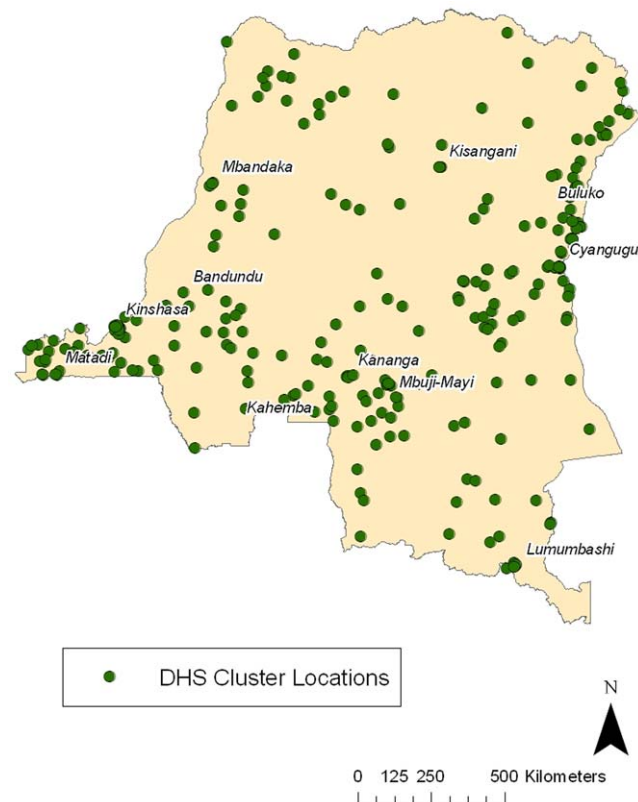 Mbandaka
Kisangani
Buluko
Cyangugu
Bandundu
Kinshasa
Matadi
Kananga
Mbuji-Mayi
Kahemba
Lumumbashi
DHS Cluster Locations
N
0 125 250 500 Kilometers